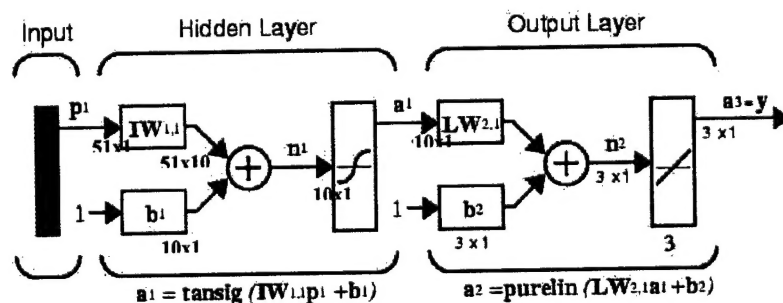 Input
Hidden Layer
Output Layer
p1
IW1,1
51x1
51x10
1
b1
10x1
n1
10x1
a1
LW2,1
10x1
1
b2
3 x 1
n2
3 x 1
3
a3= y
3 x 1
a1 = tansig (IW1,1p1 +b1)
a2 =purelin (LW2,1a1+b2)